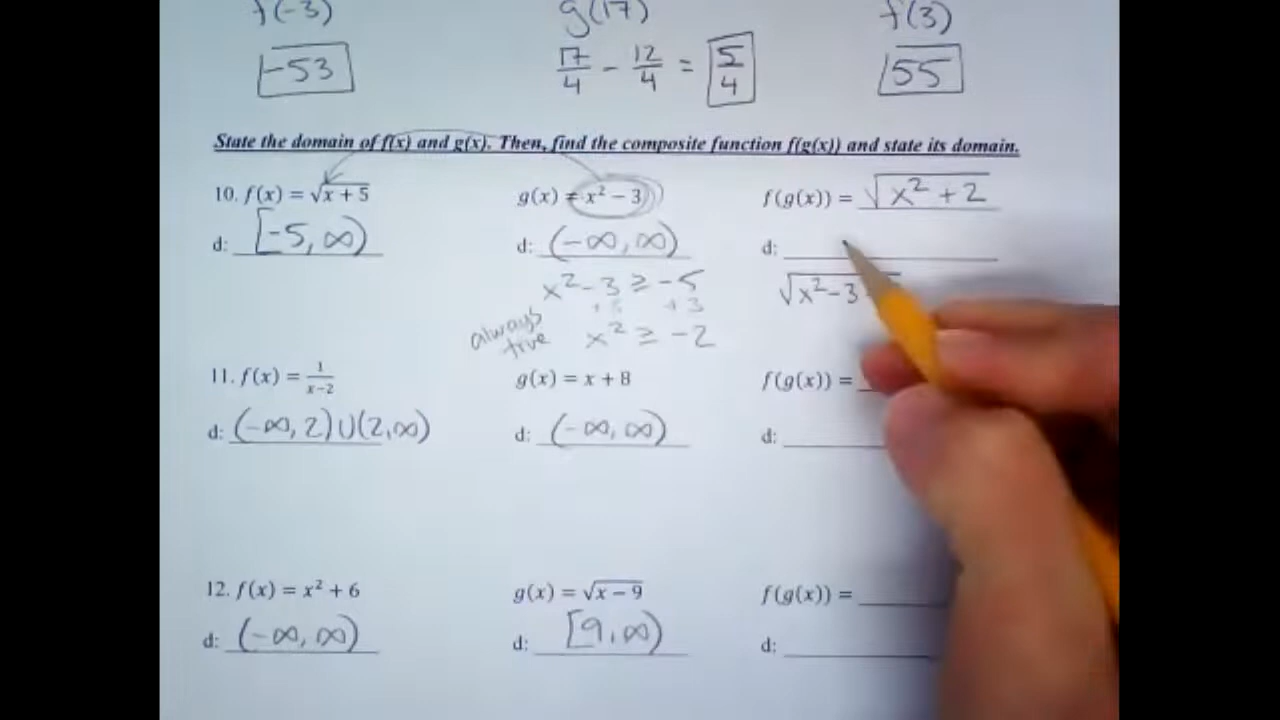 f(-3) g(17) f(3)
-53 17/4 - 12/4 = 5/4 55
State the domain of f(x) and g(x). Then, find the composite function f(g(x)) and state its domain.
10. f(x) = √(x + 5) g(x) = x² − 3 f(g(x)) = √(x² + 2)
d: [-5, ∞) d: (-∞, ∞) d:
x² - 3 ≥ -5 √x² - 3
+3 +3
always true x² ≥ -2
11. f(x) = 1/(x−2) g(x) = x + 8 f(g(x)) =
d: (-∞, 2) U (2, ∞) d: (-∞, ∞) d:
12. f(x) = x² + 6 g(x) = √(x − 9) f(g(x)) =
d: (-∞, ∞) d: [9, ∞) d: